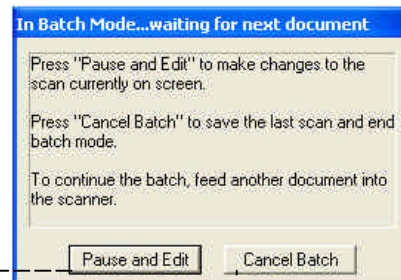 In Batch Mode...waiting for next document
Press "Pause and Edit" to make changes to the
scan currently on screen.
Press "Cancel Batch" to save the last scan and end
batch mode.
To continue the batch, feed another document into
the scanner.
Pause and Edit Cancel Batch